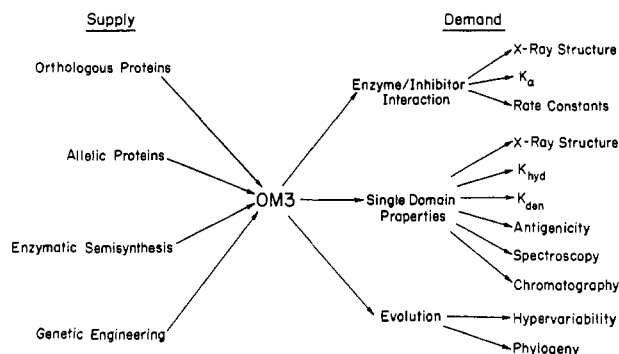 Supply
Demand
Orthologous Proteins
Allelic Proteins
Enzymatic Semisynthesis
Genetic Engineering
OM3
Enzyme/Inhibitor
Interaction
X-Ray Structure
Ka
Rate Constants
Single Domain
Properties
X-Ray Structure
Khyd
Kden
Antigenicity
Spectroscopy
Chromatography
Evolution
Hypervariability
Phylogeny